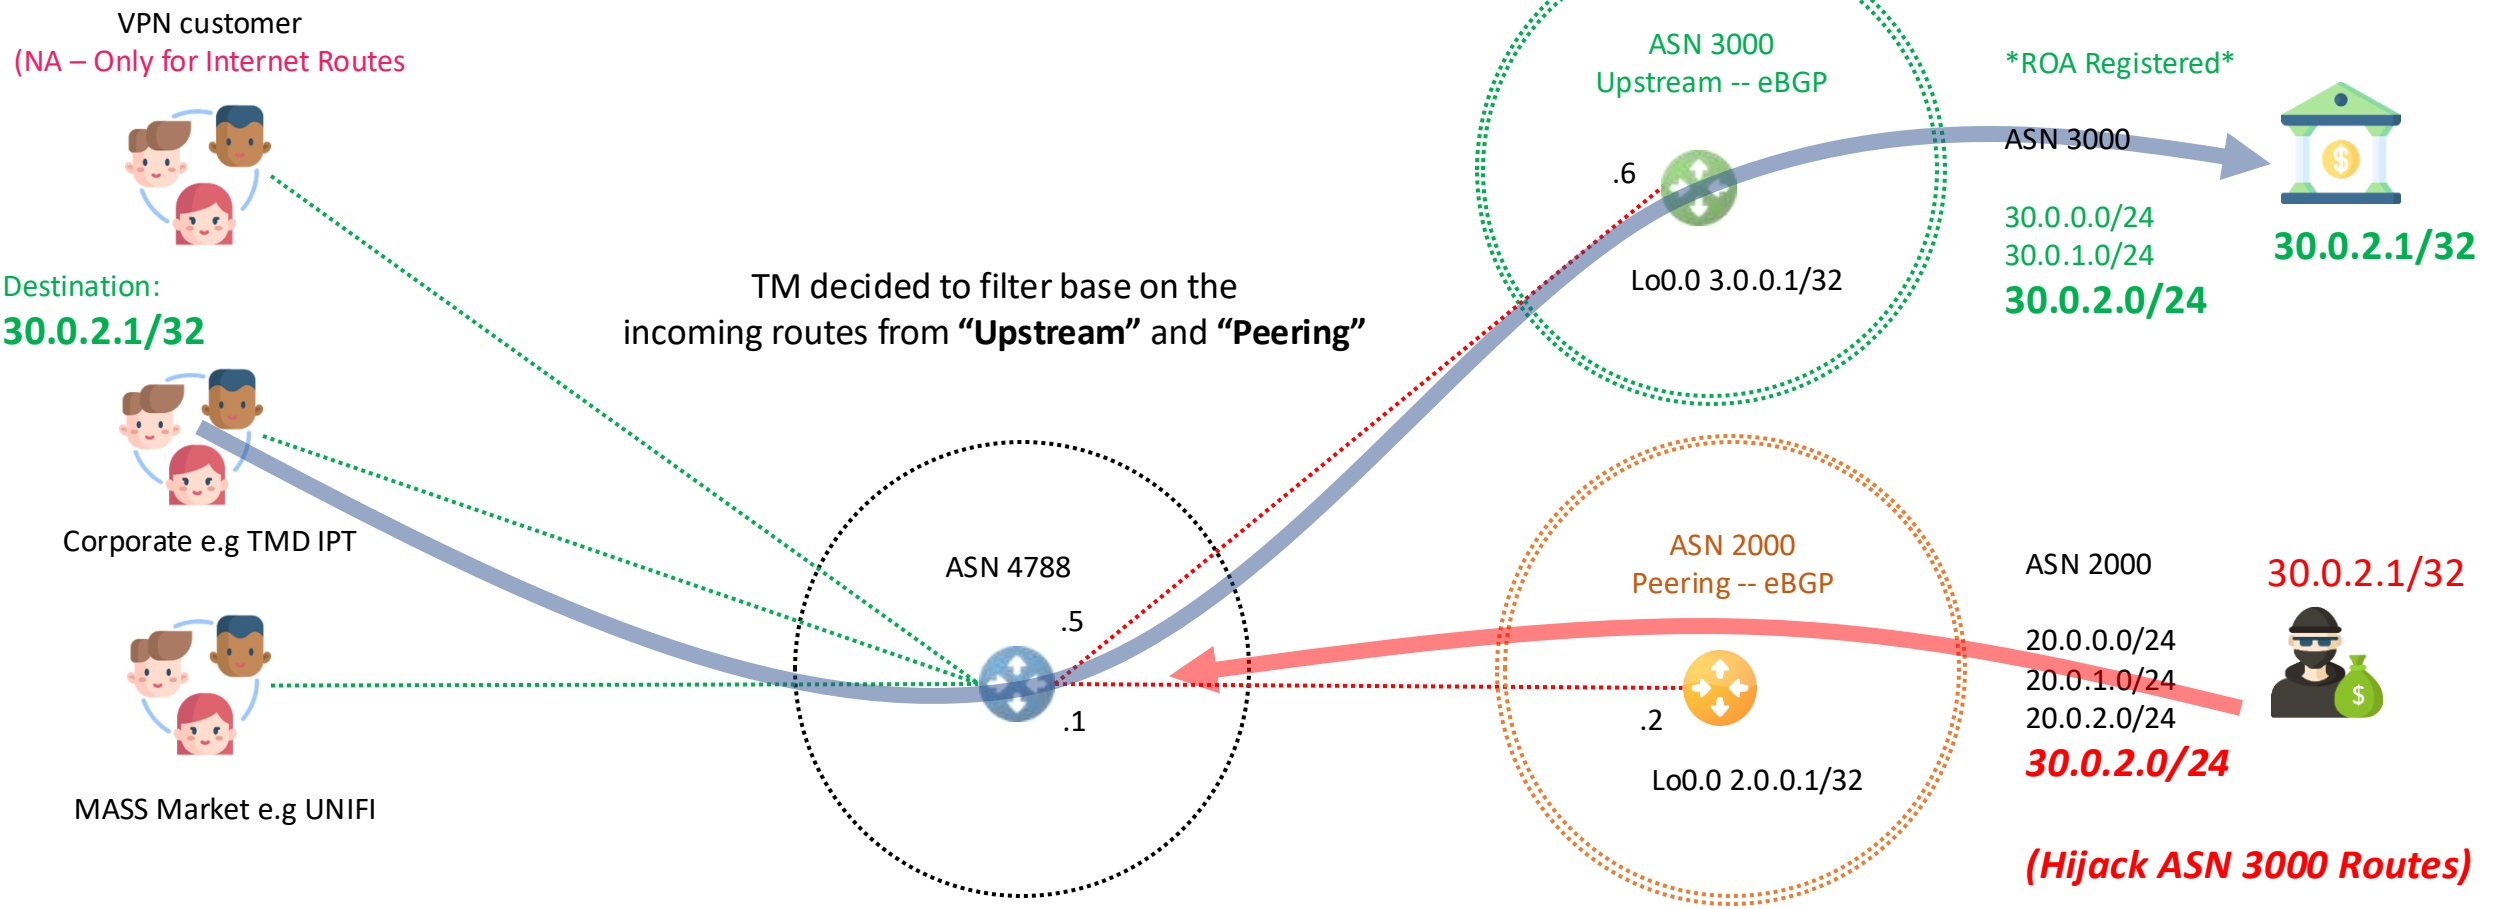 VPN customer
(NA – Only for Internet Routes
Destination:
30.0.2.1/32
Corporate e.g TMD IPT
MASS Market e.g UNIFI
TM decided to filter base on the
incoming routes from “Upstream” and “Peering”
ASN 4788
.5
.1
ASN 3000
Upstream -- eBGP
.6
Lo0.0 3.0.0.1/32
*ROA Registered*
ASN 3000
30.0.0.0/24
30.0.1.0/24
30.0.2.0/24
30.0.2.1/32
ASN 2000
Peering -- eBGP
.2
Lo0.0 2.0.0.1/32
ASN 2000
30.0.2.1/32
20.0.0.0/24
20.0.1.0/24
20.0.2.0/24
30.0.2.0/24
(Hijack ASN 3000 Routes)